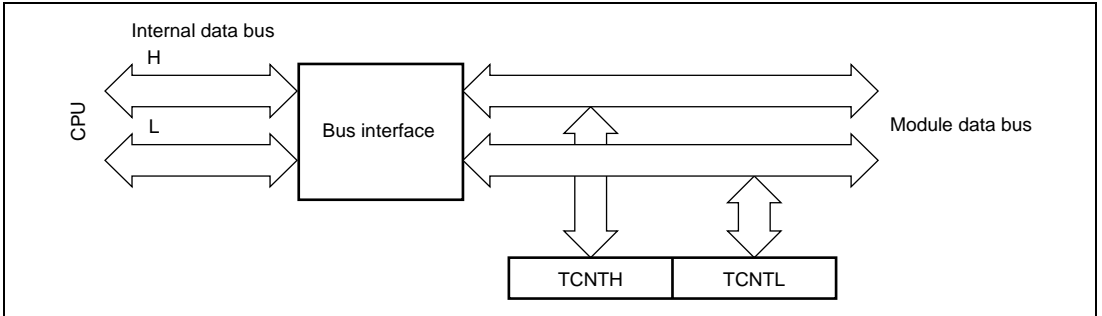 Internal data bus
H
CPU
L
Bus interface
Module data bus
TCNTH
TCNTL